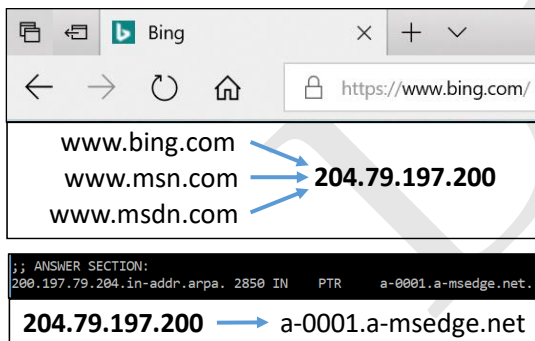 Bing
https://www.bing.com/
www.bing.com
www.msn.com
204.79.197.200
www.msdn.com
;; ANSWER SECTION:
200.197.79.204.in-addr.arpa. 2850 IN PTR a-0001.a-msedge.net.
204.79.197.200 a-0001.a-msedge.net